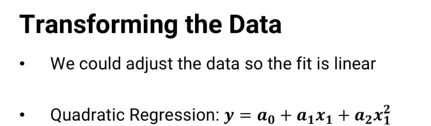 Transforming the Data
• We could adjust the data so the fit is linear
• Quadratic Regression: y = a₀ + a₁x₁ + a₂x₁²